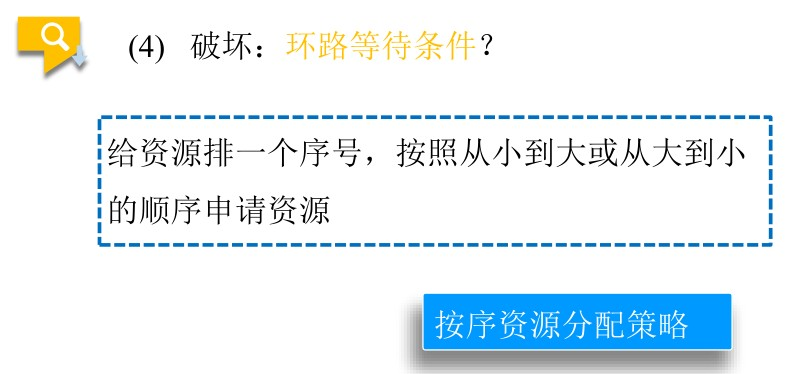 (4) 破坏：环路等待条件？
给资源排一个序号，按照从小到大或从大到小
的顺序申请资源
按序资源分配策略